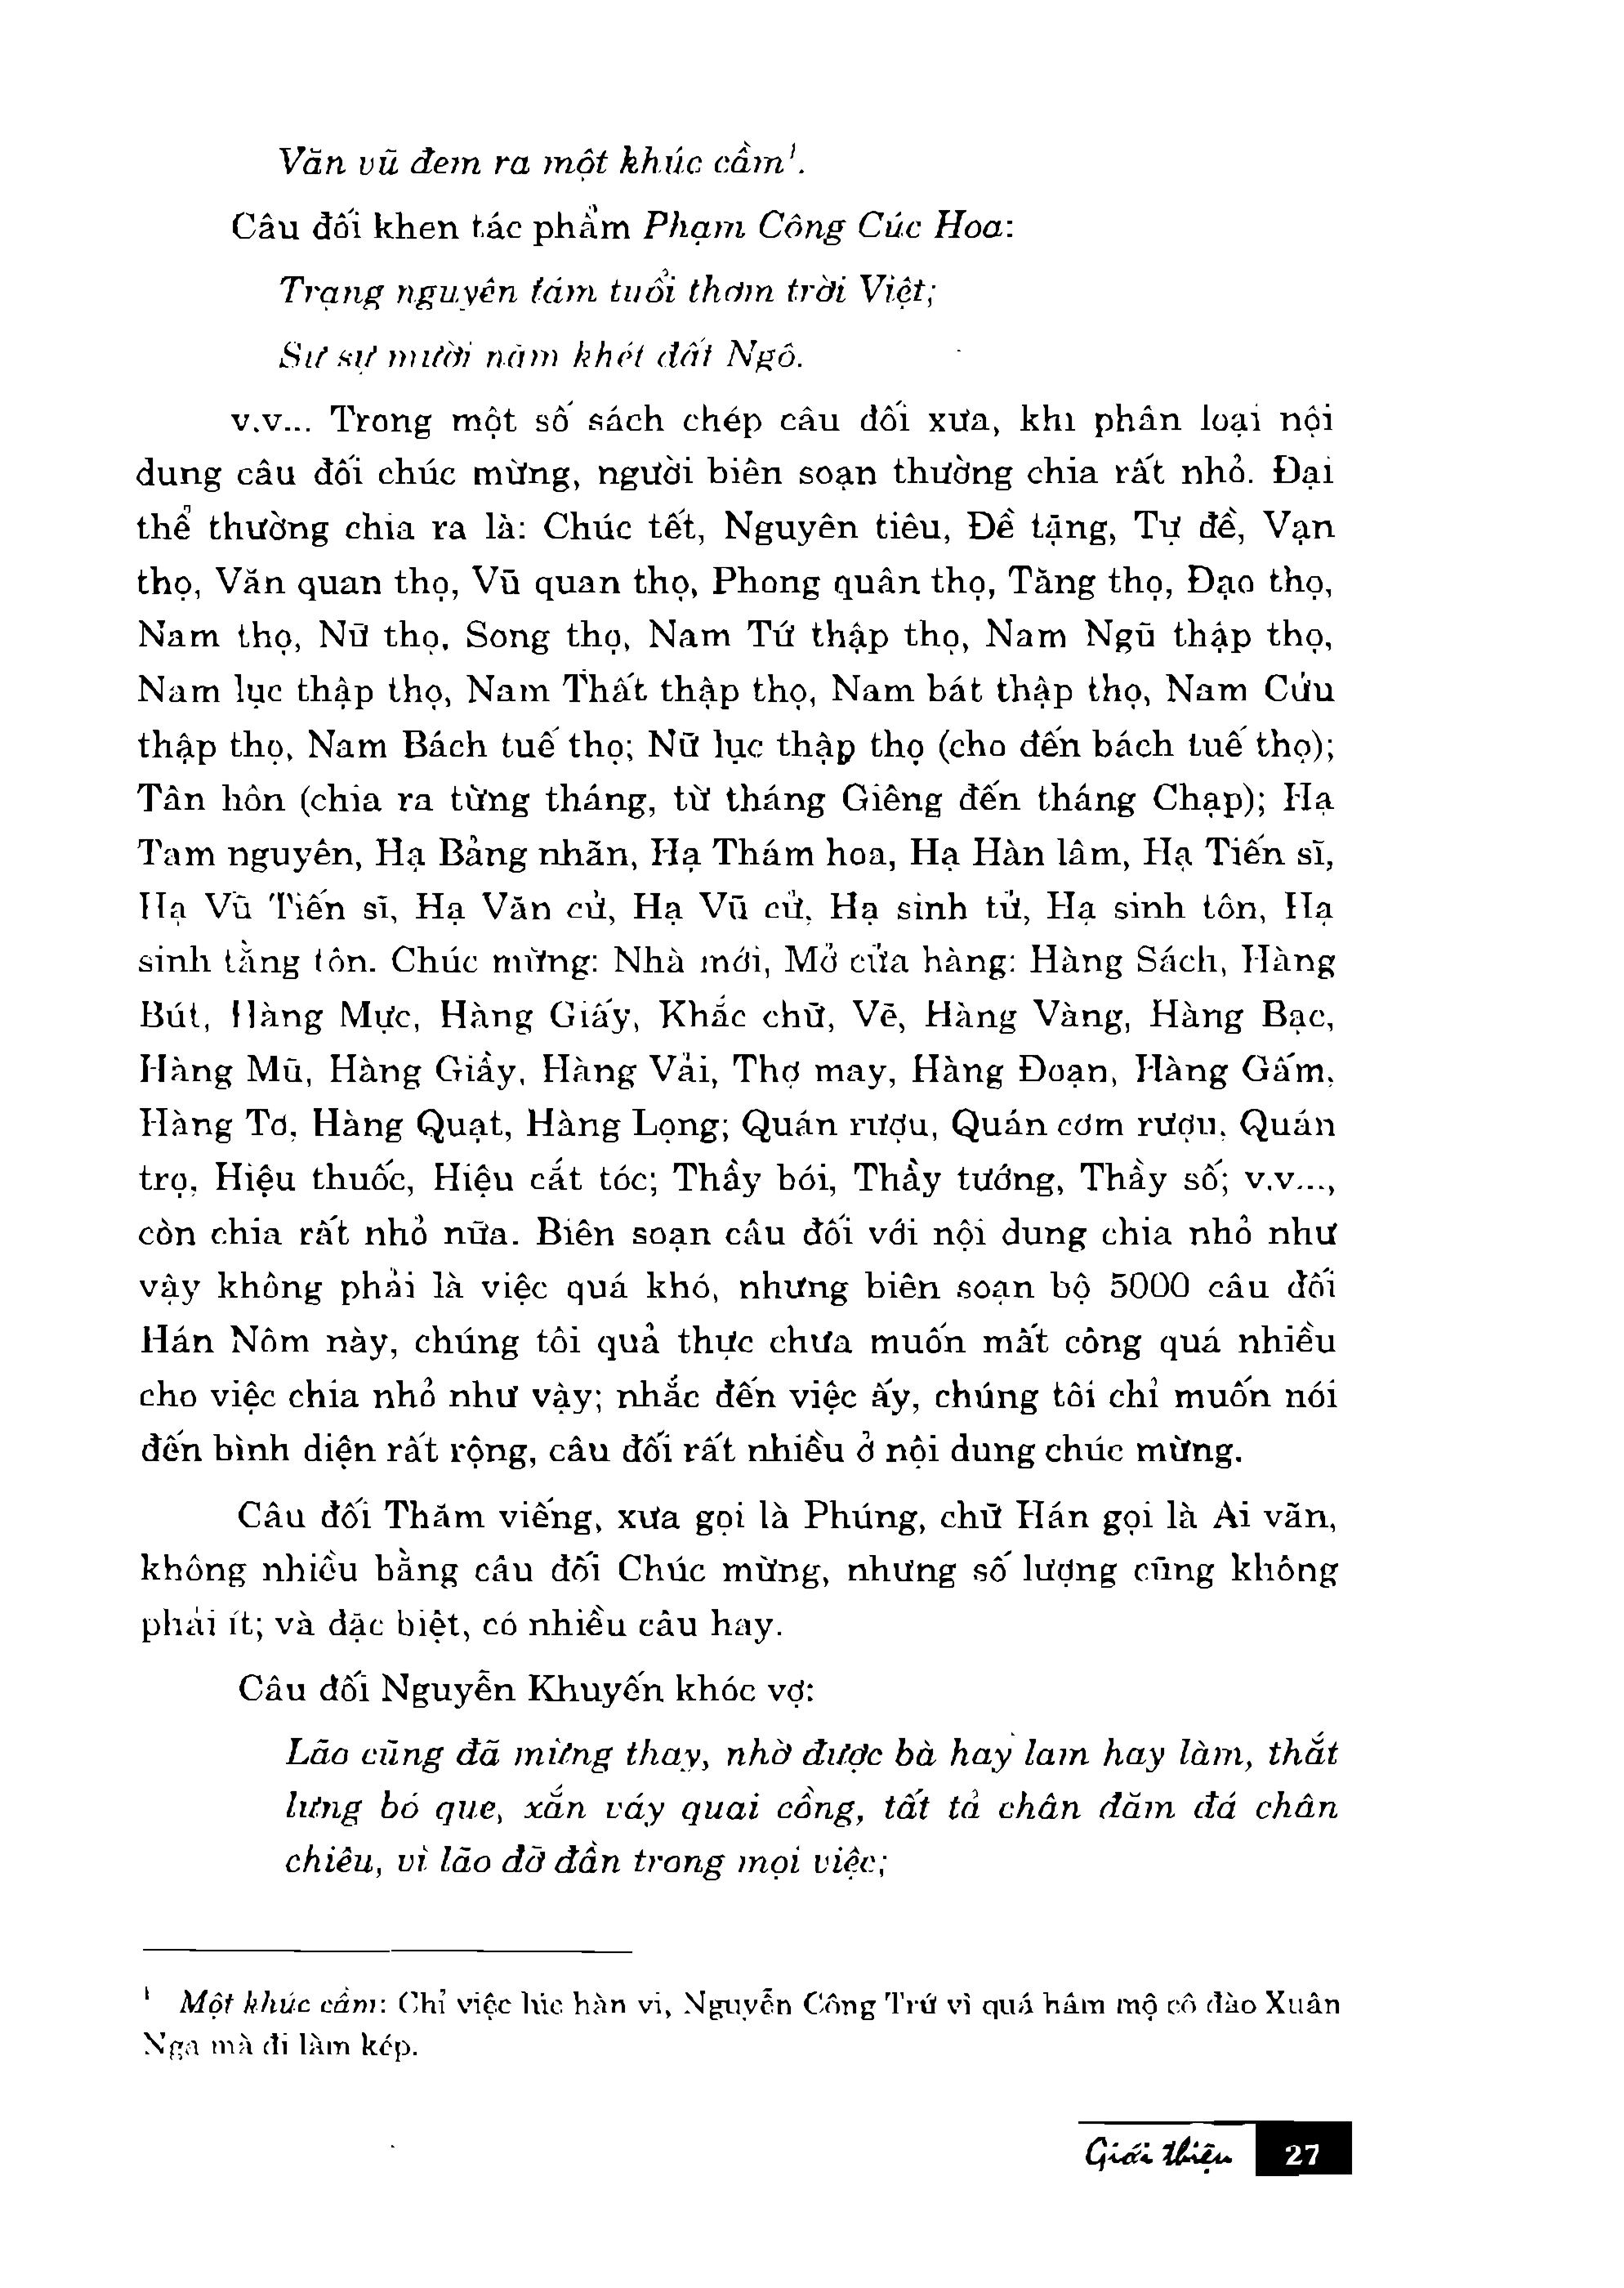 Văn vũ đem ra một khúc cầm¹.
Câu đối khen tác phẩm Phạm Công Cúc Hoa:
Trạng nguyên tám tuổi thơm trời Việt;
Sư sự mười năm khét đất Ngô.
v.v... Trong một số sách chép câu đối xưa, khi phân loại nội
dung câu đối chúc mừng, người biên soạn thường chia rất nhỏ. Đại
thể thường chia ra là: Chúc tết, Nguyên tiêu, Đề tặng, Tự đề, Vạn
thọ, Văn quan thọ, Vũ quan thọ, Phong quân thọ, Tăng thọ, Đạo thọ,
Nam thọ, Nữ thọ, Song thọ, Nam Tứ thập thọ, Nam Ngũ thập thọ,
Nam lục thập thọ, Nam Thất thập thọ, Nam bát thập thọ, Nam Cửu
thập thọ, Nam Bách tuế thọ; Nữ lục thập thọ (cho đến bách tuế thọ);
Tân hôn (chia ra từng tháng, từ tháng Giêng đến tháng Chạp); Hạ
Tam nguyên, Hạ Bảng nhãn, Hạ Thám hoa, Hạ Hàn lâm, Hạ Tiến sĩ,
Hạ Vũ Tiến sĩ, Hạ Văn cử, Hạ Vũ cử, Hạ sinh tử, Hạ sinh tôn, Hạ
sinh tằng tôn. Chúc mừng: Nhà mới, Mở cửa hàng: Hàng Sách, Hàng
Bút, Hàng Mực, Hàng Giấy, Khắc chữ, Vẽ, Hàng Vàng, Hàng Bạc,
Hàng Mũ, Hàng Giầy, Hàng Vải, Thợ may, Hàng Đoạn, Hàng Gấm,
Hàng Tơ, Hàng Quạt, Hàng Lọng; Quán rượu, Quán cơm rượu, Quán
trọ, Hiệu thuốc, Hiệu cắt tóc; Thầy bói, Thầy tướng, Thầy số; v.v...,
còn chia rất nhỏ nữa. Biên soạn câu đối với nội dung chia nhỏ như
vậy không phải là việc quá khó, nhưng biên soạn bộ 5000 câu đối
Hán Nôm này, chúng tôi quả thực chưa muốn mất công quá nhiều
cho việc chia nhỏ như vậy; nhắc đến việc ấy, chúng tôi chỉ muốn nói
đến bình diện rất rộng, câu đối rất nhiều ở nội dung chúc mừng.
Câu đối Thăm viếng, xưa gọi là Phúng, chữ Hán gọi là Ai vãn,
không nhiều bằng câu đối Chúc mừng, nhưng số lượng cũng không
phải ít; và đặc biệt, có nhiều câu hay.
Câu đối Nguyễn Khuyến khóc vợ:
Lão cũng đã mừng thay, nhờ được bà hay lam hay làm, thắt
lưng bó que, xắn váy quai cồng, tất tả chân đăm đá chân
chiêu, vì lão đỡ đần trong mọi việc;
¹ Một khúc cầm: Chỉ việc lúc hàn vi, Nguyễn Công Trứ vì quá hâm mộ cô đào Xuân
Nga mà đi làm kép.
Giới thiệu 27